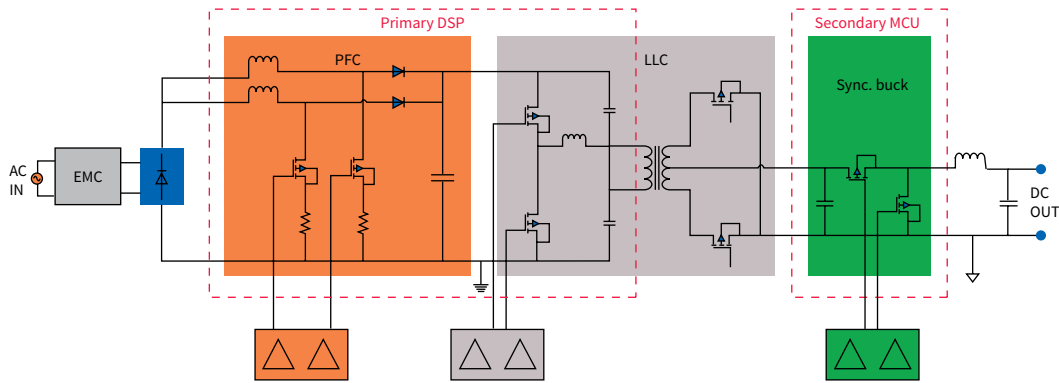 Primary DSP
Secondary MCU
PFC
LLC
Sync. buck
AC
IN
EMC
DC
OUT